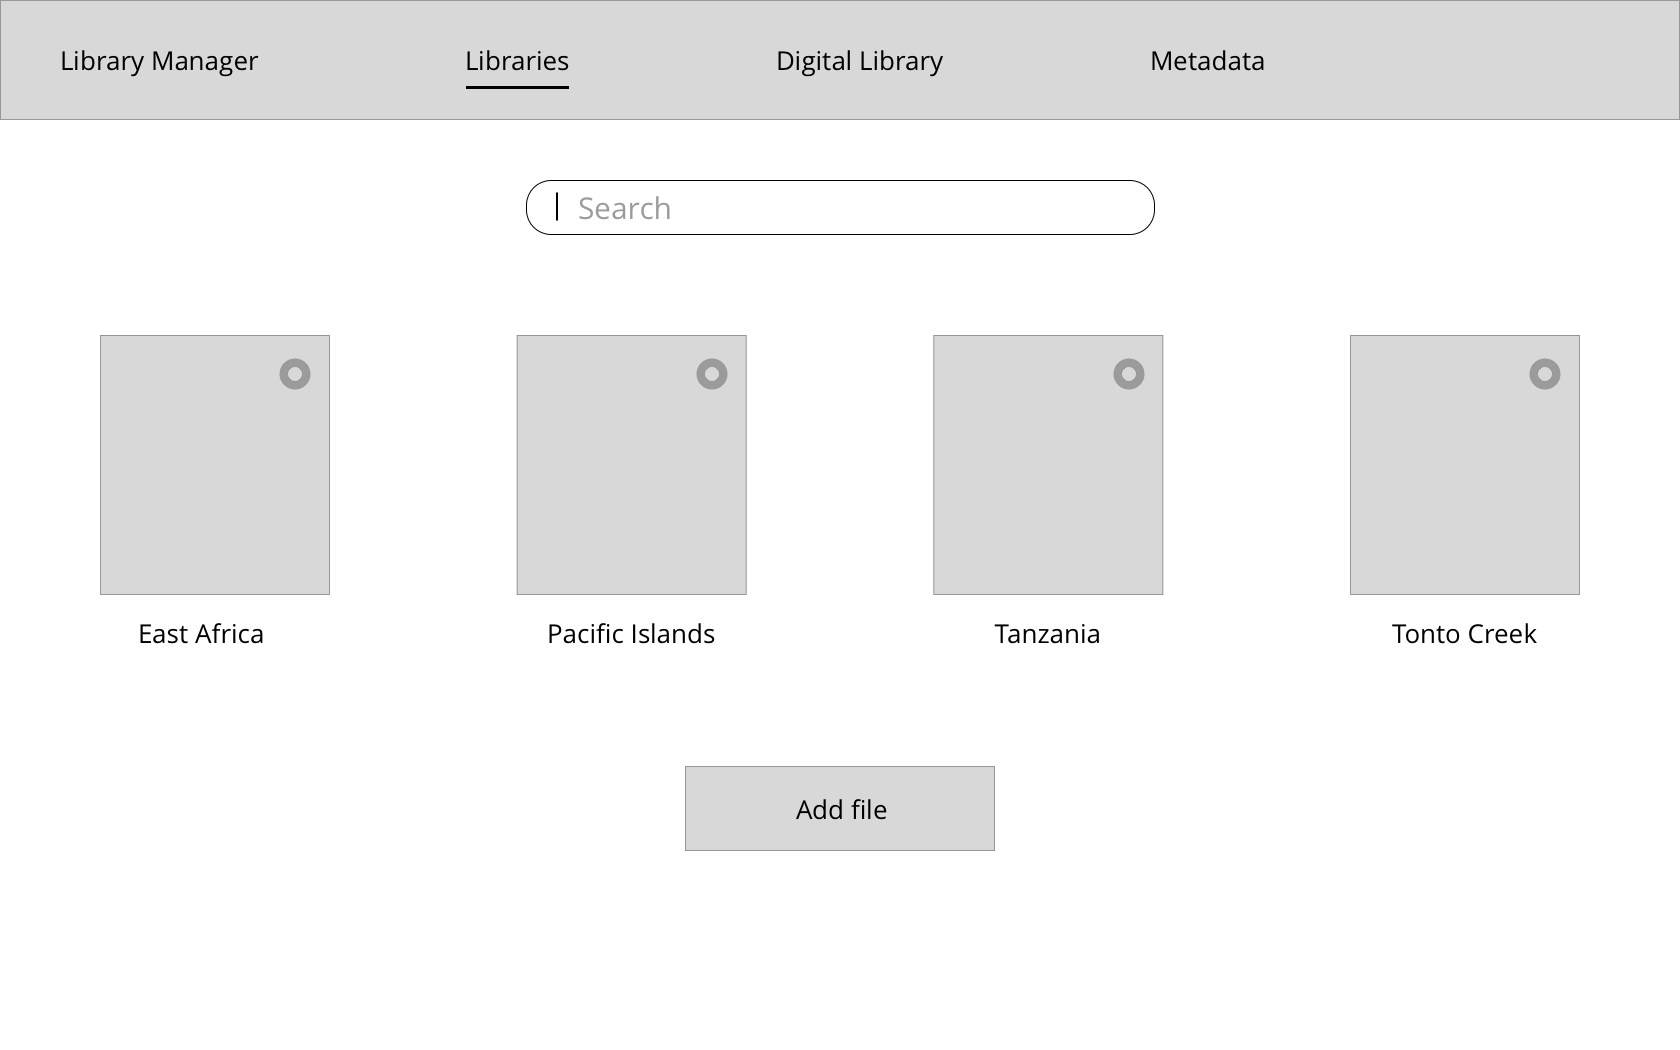 Library Manager Libraries Digital Library Metadata
Search
East Africa Pacific Islands Tanzania Tonto Creek
Add file